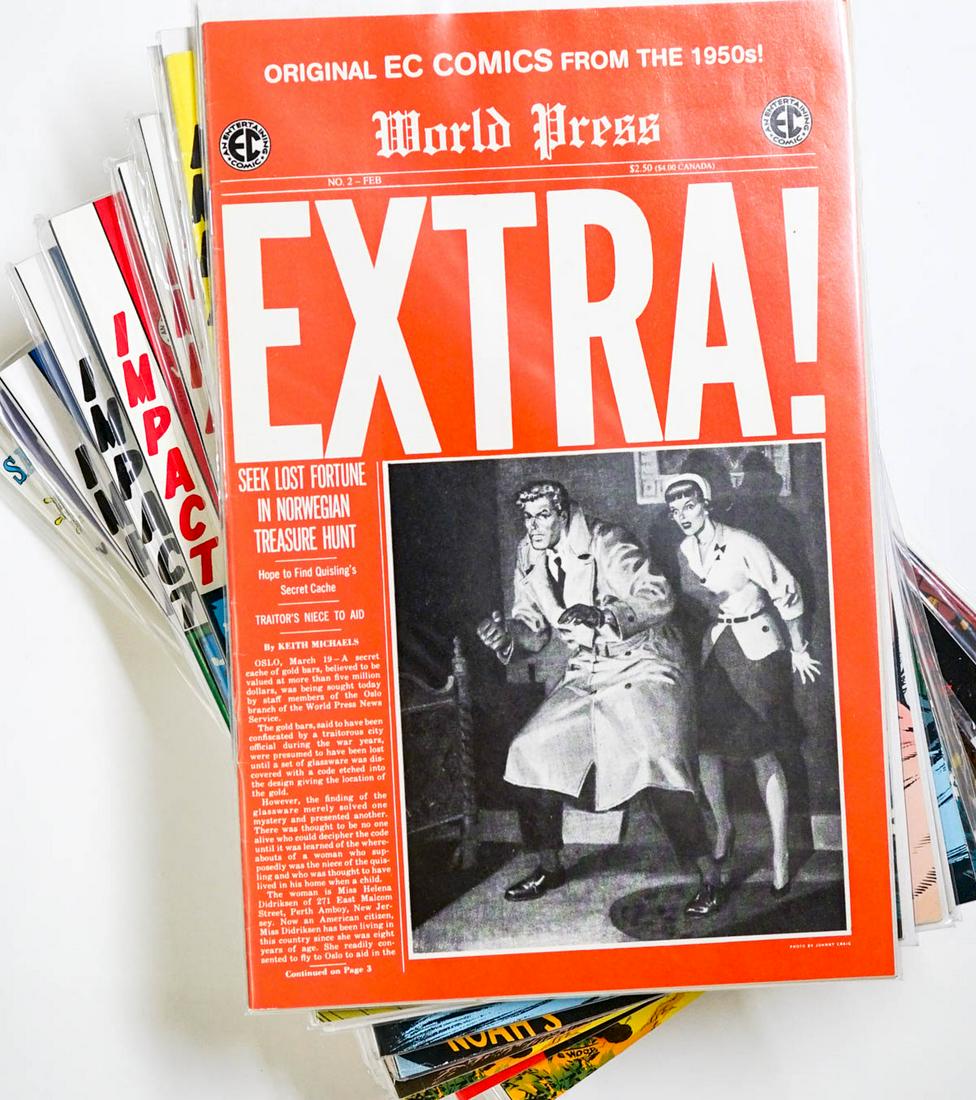 ORIGINAL EC COMICS FROM THE 1950s!
AN ENTERTAINING
EC
COMIC
World Press
AN ENTERTAINING
EC
COMIC
NO. 2 – FEB
$2.50 ($4.00 CANADA)
EXTRA!
SEEK LOST FORTUNE
IN NORWEGIAN
TREASURE HUNT
Hope to Find Quisling's
Secret Cache
TRAITOR'S NIECE TO AID
By KEITH MICHAELS
OSLO, March 19—A secret
cache of gold bars, believed to be
valued at more than five million
dollars, was being sought today
by staff members of the Oslo
branch of the World Press News
Service.
The gold bars, said to have been
confiscated by a traitorous city
official during the war years,
were presumed to have been lost
until a set of glassware was dis-
covered with a code etched into
the design giving the location of
the gold.
However, the finding of the
glassware merely solved one
mystery and presented another.
There was thought to be no one
alive who could decipher the code
until it was learned of the where-
abouts of a woman who sup-
posedly was the niece of the quis-
ling and who was thought to have
lived in his home when a child.
The woman is Miss Helena
Didriksen of 271 East Malcom
Street, Perth Amboy, New Jer-
sey. Now an American citizen,
Miss Didriksen has been living in
this country since she was eight
years of age. She readily con-
sented to fly to Oslo to aid in the
Continued on Page 3
PHOTO BY JOHNNY CRAIG
IMPACT
IMPACT
NOAH'S
WOOD